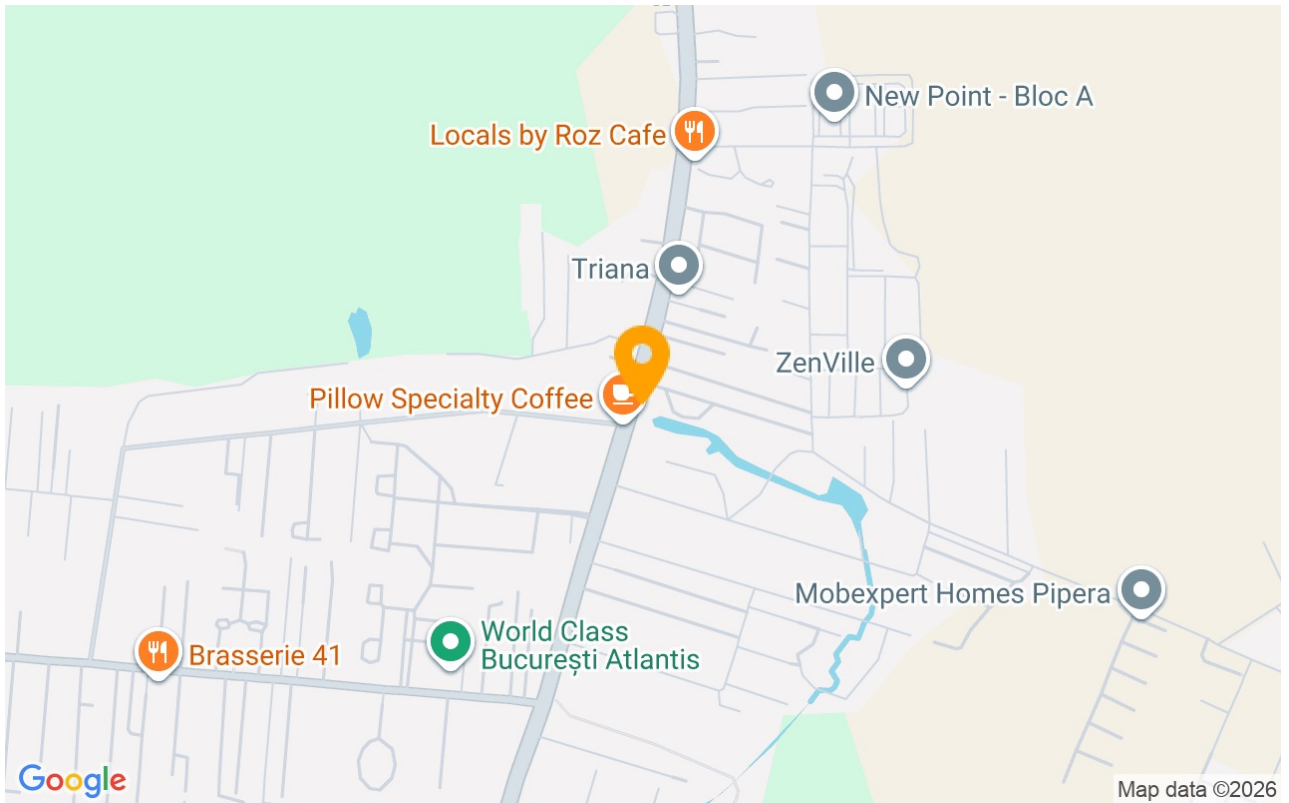 New Point - Bloc A
Locals by Roz Cafe
Triana
ZenVille
Pillow Specialty Coffee
Mobexpert Homes Pipera
World Class
București Atlantis
Brasserie 41
Google
Map data ©2026